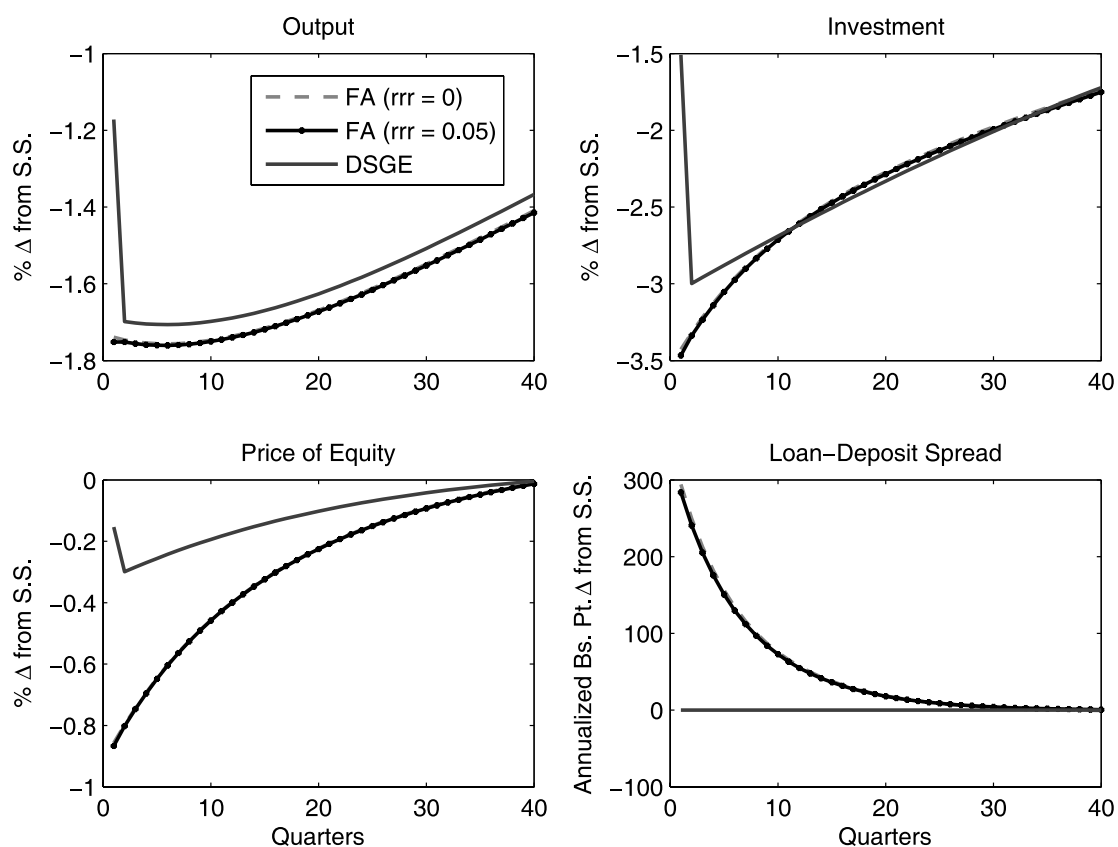 Output
% Δ from S.S.
−1
−1.2
−1.4
−1.6
−1.8
0 10 20 30 40
FA (rrr = 0)
FA (rrr = 0.05)
DSGE
Investment
% Δ from S.S.
−1.5
−2
−2.5
−3
−3.5
0 10 20 30 40
Price of Equity
% Δ from S.S.
0
−0.2
−0.4
−0.6
−0.8
−1
0 10 20 30 40
Quarters
Loan−Deposit Spread
Annualized Bs. Pt. Δ from S.S.
300
200
100
0
−100
0 10 20 30 40
Quarters